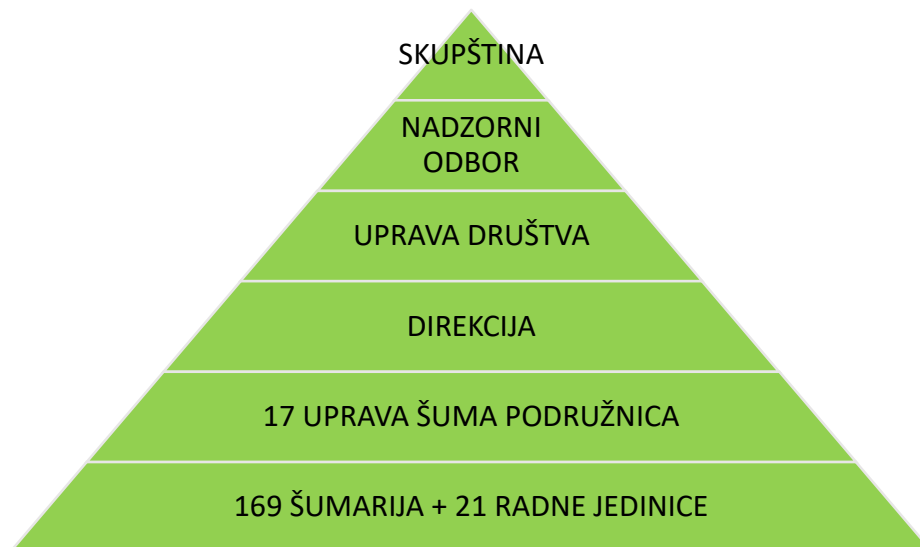 SKUPŠTINA
NADZORNI
ODBOR
UPRAVA DRUŠTVA
DIREKCIJA
17 UPRAVA ŠUMA PODRUŽNICA
169 ŠUMARIJA + 21 RADNE JEDINICE